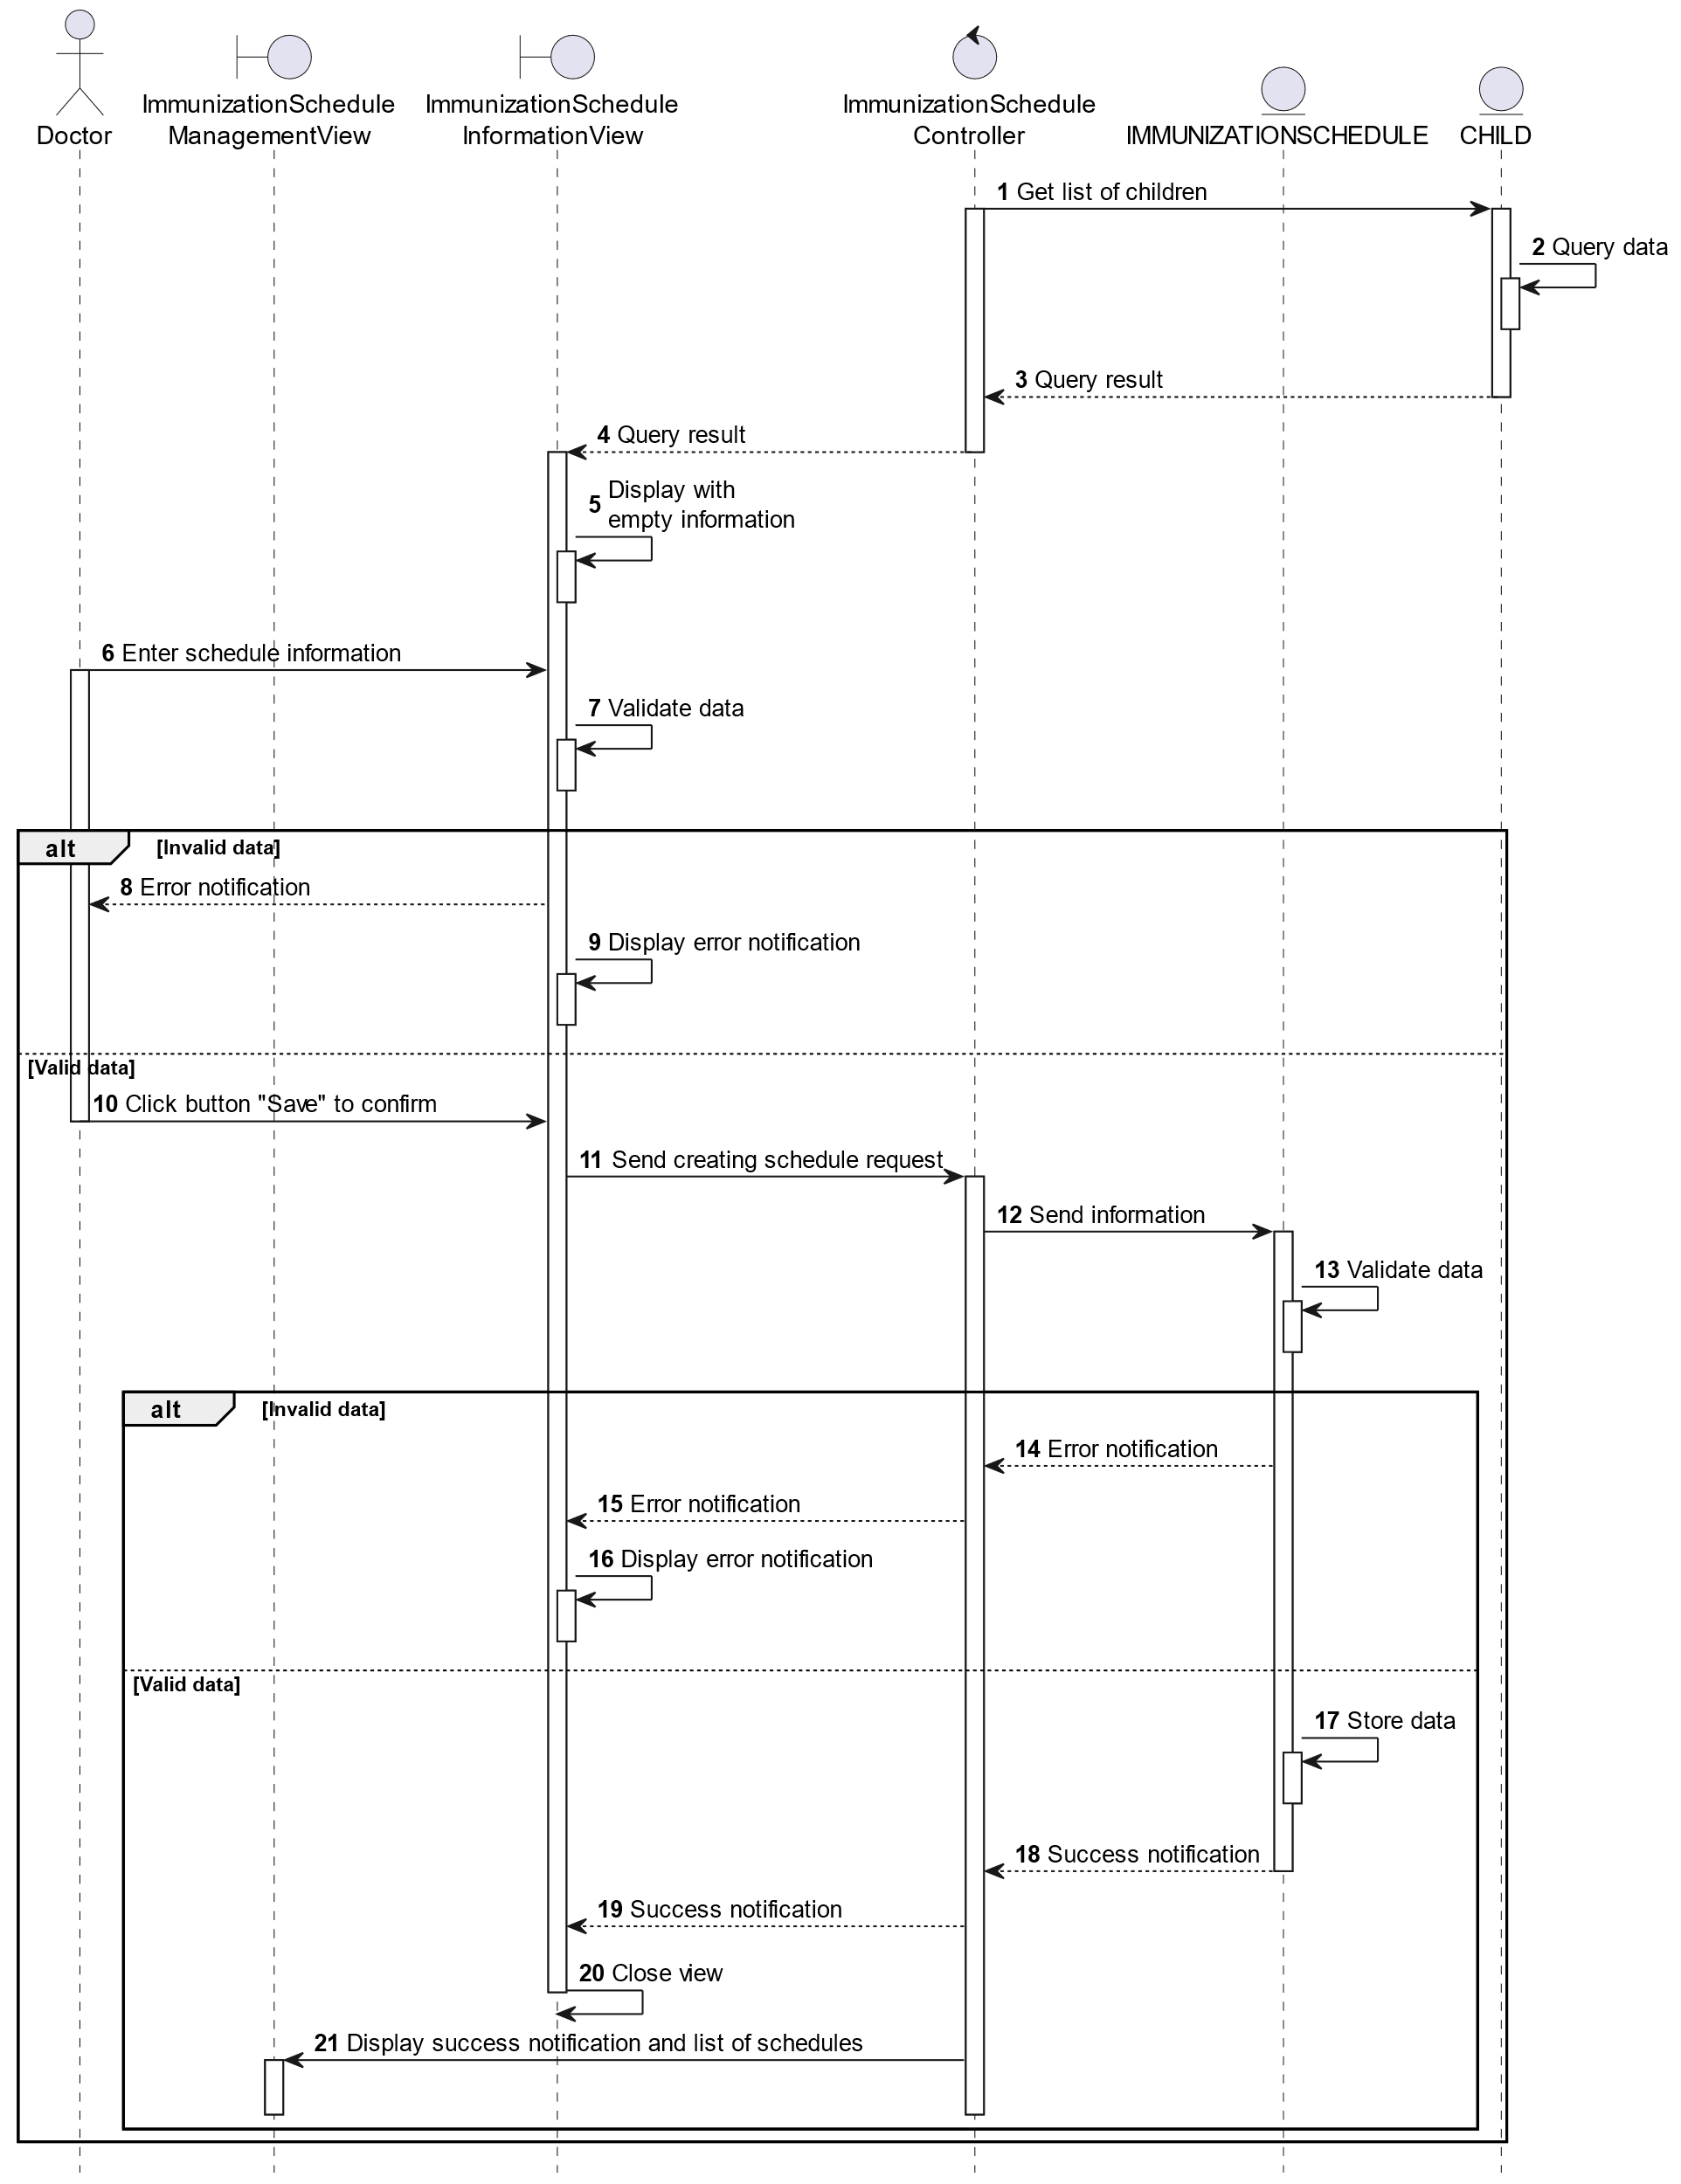 Doctor
ImmunizationSchedule
ManagementView
ImmunizationSchedule
InformationView
ImmunizationSchedule
Controller
IMMUNIZATIONSCHEDULE
CHILD
1 Get list of children
2 Query data
3 Query result
4 Query result
5 Display with
empty information
6 Enter schedule information
7 Validate data
alt [Invalid data]
8 Error notification
9 Display error notification
[Valid data]
10 Click button "Save" to confirm
11 Send creating schedule request
12 Send information
13 Validate data
alt [Invalid data]
14 Error notification
15 Error notification
16 Display error notification
[Valid data]
17 Store data
18 Success notification
19 Success notification
20 Close view
21 Display success notification and list of schedules